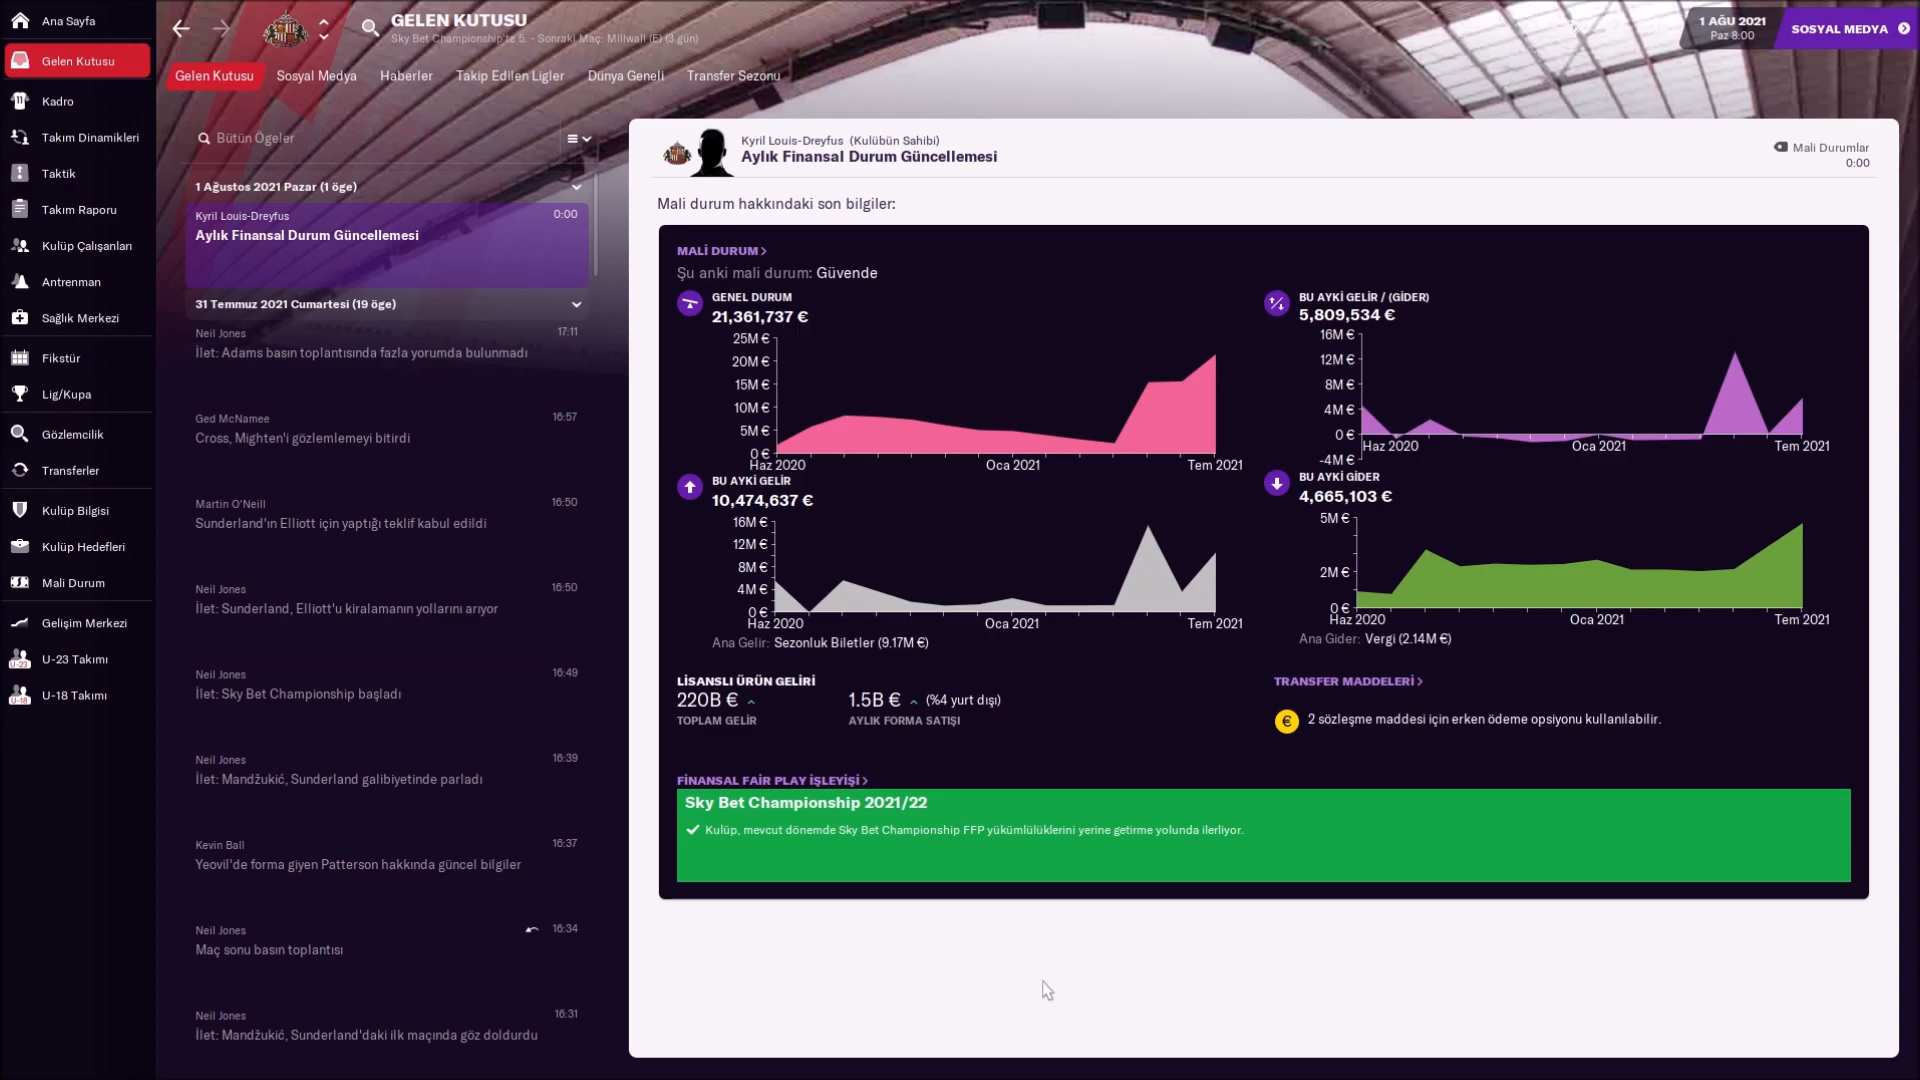 Ana Sayfa
Gelen Kutusu
Kadro
Takım Dinamikleri
Taktik
Takım Raporu
Kulüp Çalışanları
Antrenman
Sağlık Merkezi
Fikstür
Lig/Kupa
Gözlemcilik
Transferler
Kulüp Bilgisi
Kulüp Hedefleri
Mali Durum
Gelişim Merkezi
U-23 Takımı
U-18 Takımı
GELEN KUTUSU
Sky Bet Championship'te 5. - Sonraki Maç: Millwall (E) (3 gün)
1 AĞU 2021
Paz 8:00
SOSYAL MEDYA
Gelen Kutusu Sosyal Medya Haberler Takip Edilen Ligler Dünya Geneli Transfer Sezonu
Bütün Ögeler
1 Ağustos 2021 Pazar (1 öge)
Kyril Louis-Dreyfus 0:00
Aylık Finansal Durum Güncellemesi
31 Temmuz 2021 Cumartesi (19 öge)
Neil Jones 17:11
İlet: Adams basın toplantısında fazla yorumda bulunmadı
Ged McNamee 16:57
Cross, Mighten'i gözlemlemeyi bitirdi
Martin O'Neill 16:50
Sunderland'ın Elliott için yaptığı teklif kabul edildi
Neil Jones 16:50
İlet: Sunderland, Elliott'u kiralamanın yollarını arıyor
Neil Jones 16:49
İlet: Sky Bet Championship başladı
Neil Jones 16:39
İlet: Mandžukić, Sunderland galibiyetinde parladı
Kevin Ball 16:37
Yeovil'de forma giyen Patterson hakkında güncel bilgiler
Neil Jones 16:34
Maç sonu basın toplantısı
Neil Jones 16:31
İlet: Mandžukić, Sunderland'daki ilk maçında göz doldurdu
Kyril Louis-Dreyfus (Kulübün Sahibi)
Aylık Finansal Durum Güncellemesi
Mali Durumlar
0:00
Mali durum hakkındaki son bilgiler:
MALİ DURUM >
Şu anki mali durum: Güvende
GENEL DURUM
21,361,737 €
25M €
20M €
15M €
10M €
5M €
0 €
Haz 2020 Oca 2021 Tem 2021
BU AYKİ GELİR / (GİDER)
5,809,534 €
16M €
12M €
8M €
4M €
0 €
-4M €
Haz 2020 Oca 2021 Tem 2021
BU AYKİ GELİR
10,474,637 €
16M €
12M €
8M €
4M €
0 €
Haz 2020 Oca 2021 Tem 2021
Ana Gelir: Sezonluk Biletler (9.17M €)
BU AYKİ GİDER
4,665,103 €
5M €
2M €
0 €
Haz 2020 Oca 2021 Tem 2021
Ana Gider: Vergi (2.14M €)
LİSANSLI ÜRÜN GELİRİ
220B € 1.5B € (%4 yurt dışı)
TOPLAM GELİR AYLIK FORMA SATIŞI
TRANSFER MADDELERİ >
€ 2 sözleşme maddesi için erken ödeme opsiyonu kullanılabilir.
FİNANSAL FAİR PLAY İŞLEYİŞİ >
Sky Bet Championship 2021/22
Kulüp, mevcut dönemde Sky Bet Championship FFP yükümlülüklerini yerine getirme yolunda ilerliyor.